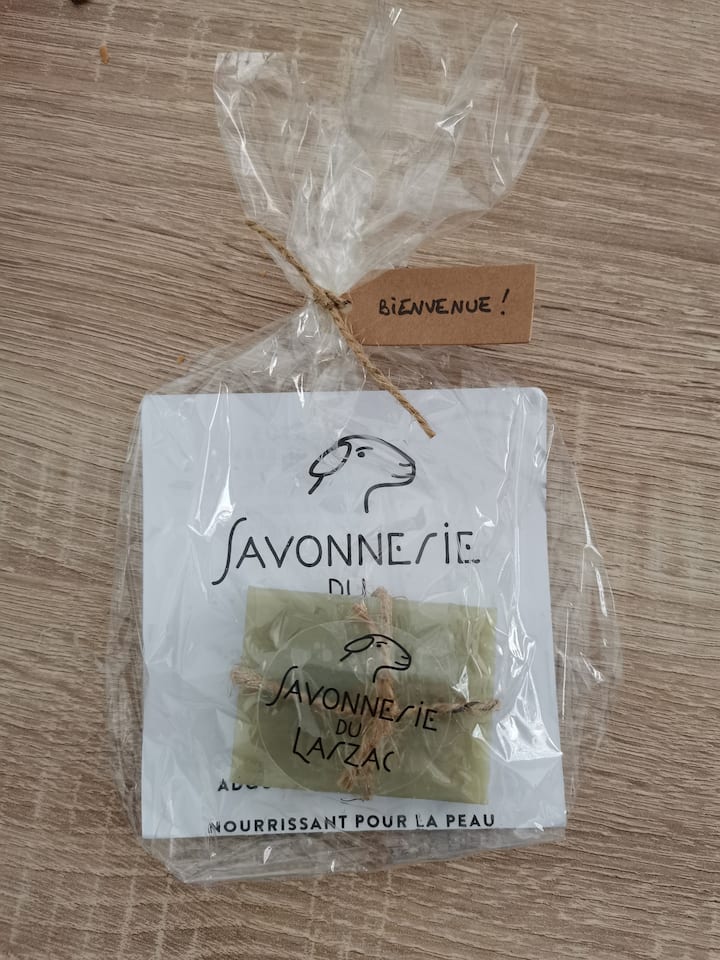 BIENVENUE !
SAVONNERIE
DU
SAVONNERIE
DU
LARZAC
NOURRISSANT POUR LA PEAU